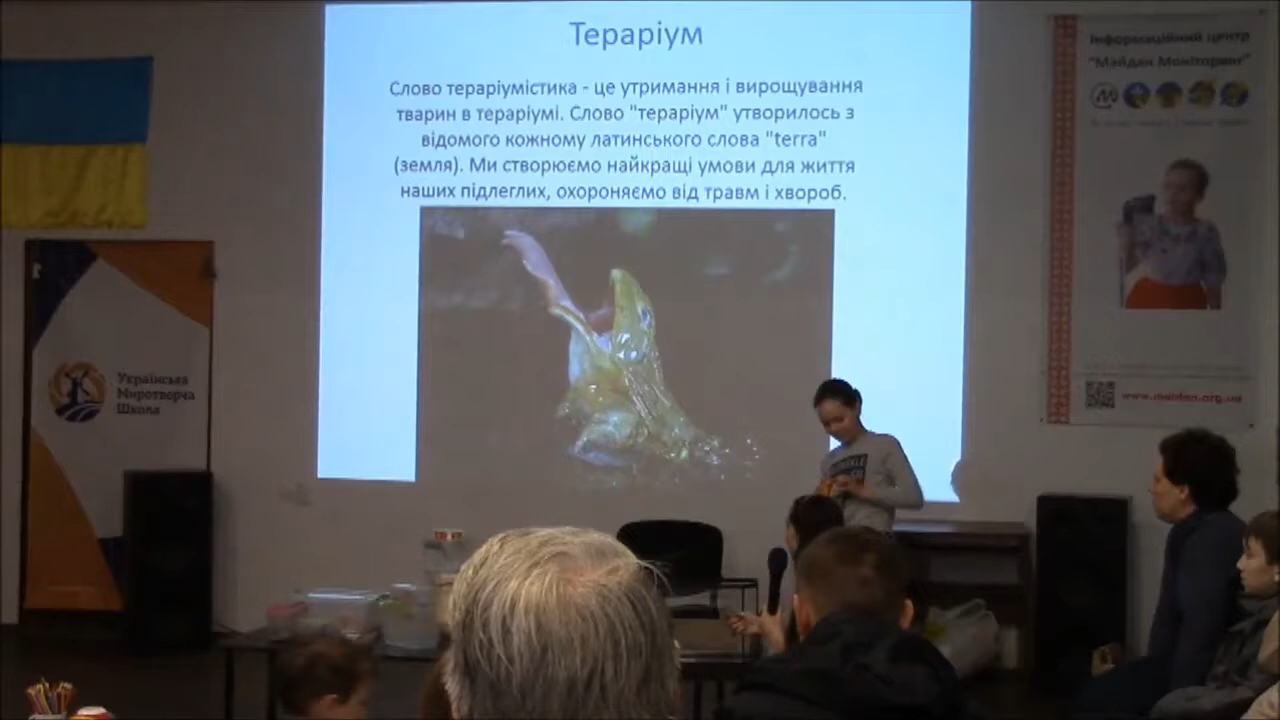 Тераріум
Слово тераріумістика - це утримання і вирощування
тварин в тераріумі. Слово "тераріум" утворилось з
відомого кожному латинського слова "terra"
(земля). Ми створюємо найкращі умови для життя
наших підлеглих, охороняємо від травм і хвороб.
Українська
Миротворча
Школа
Інформаційний центр
"Майдан Моніторинг"
www.maidan.org.ua